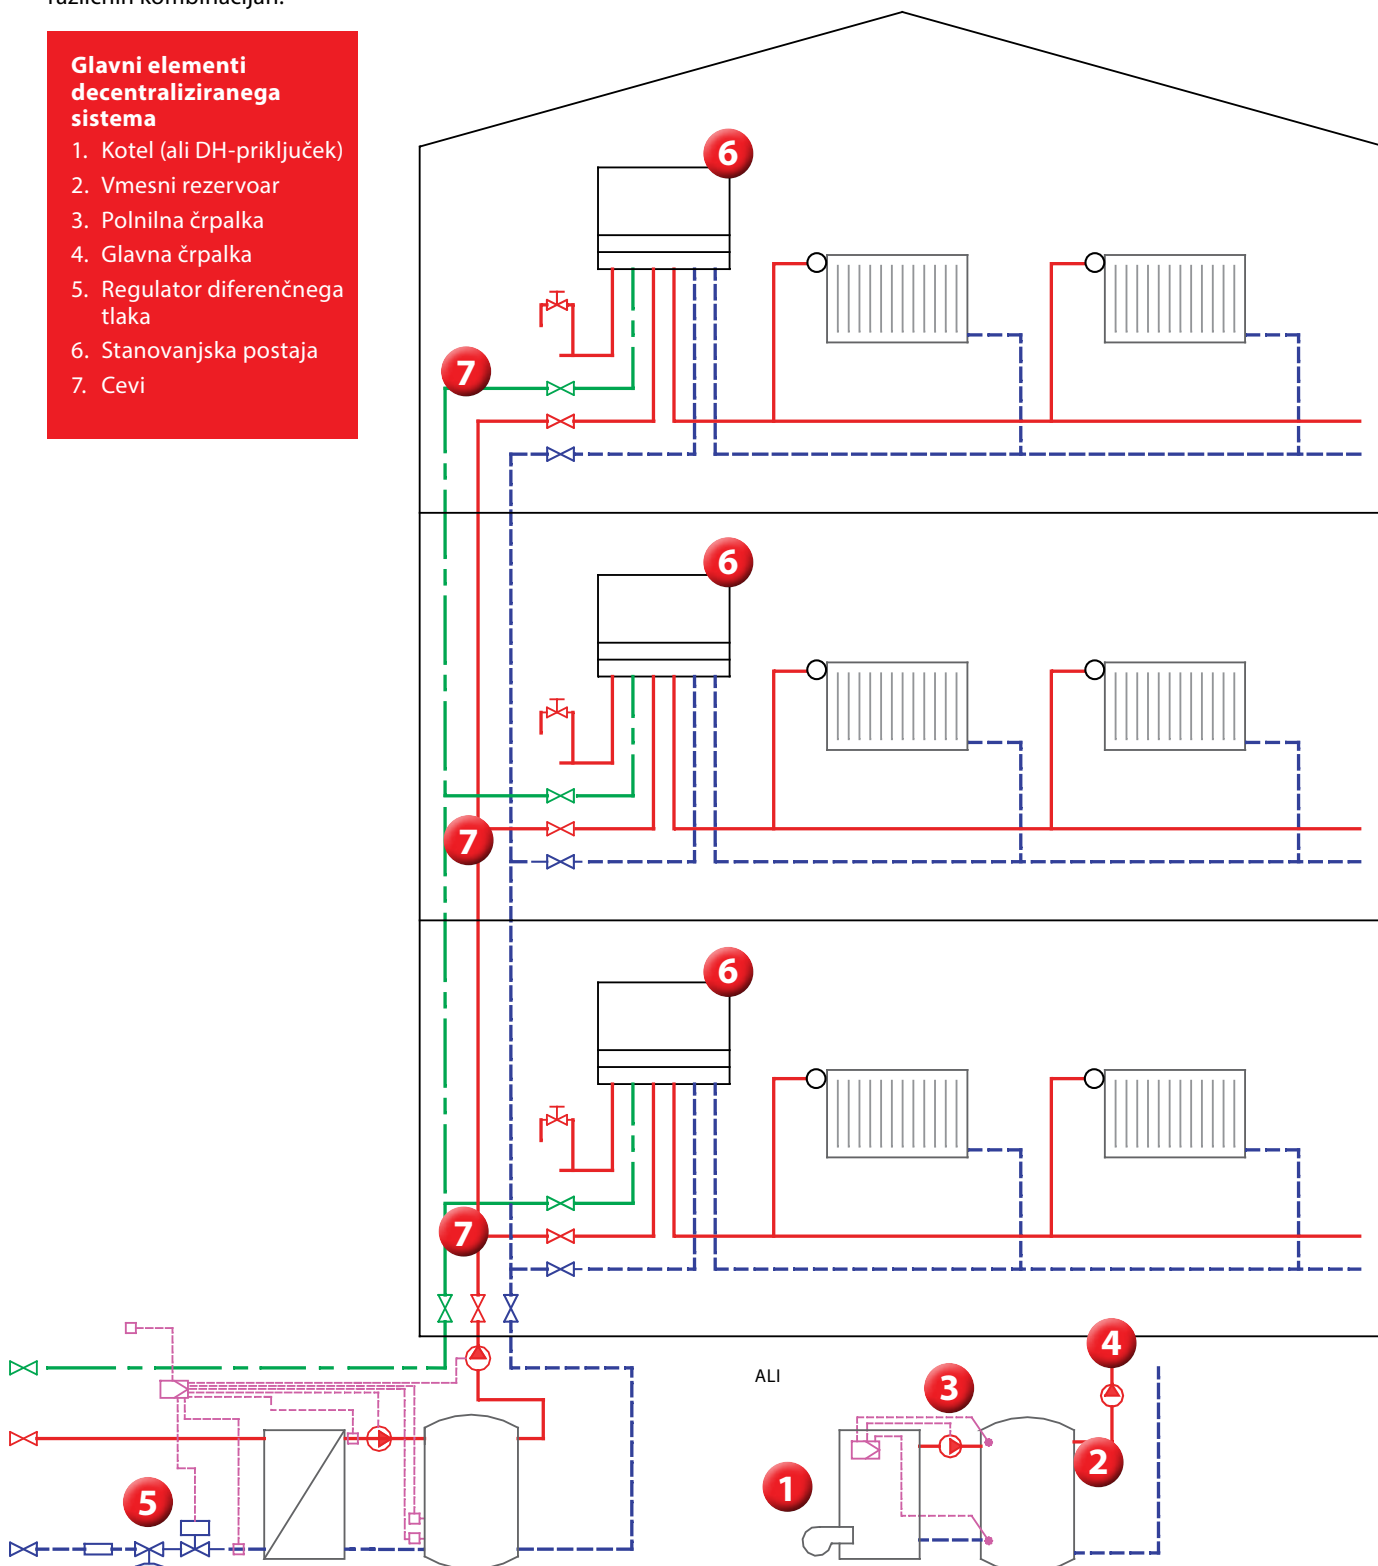 različnih kombinacijah.
Glavni elementi
decentraliziranega
sistema
1. Kotel (ali DH-priključek)
2. Vmesni rezervoar
3. Polnilna črpalka
4. Glavna črpalka
5. Regulator diferenčnega
tlaka
6. Stanovanjska postaja
7. Cevi
6
7
6
7
6
7
4
ALI
3
2
1
5